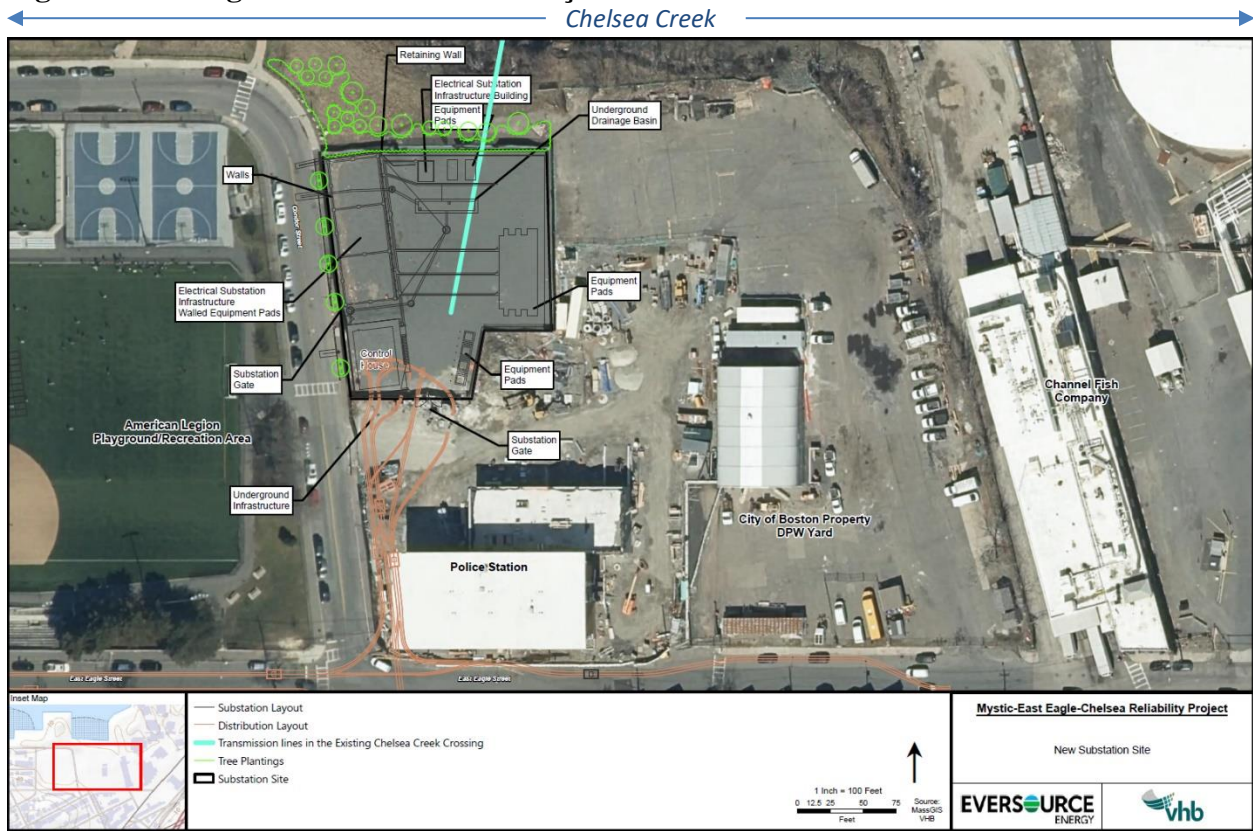 Chelsea Creek
Retaining Wall
Electrical Substation
Infrastructure Building
Equipment
Pads
Underground
Drainage Basin
Walls
Condor Street
Electrical Substation
Infrastructure
Walled Equipment Pads
Equipment
Pads
Control
House
Substation
Gate
Equipment
Pads
Channel Fish
Company
American Legion
Playground/Recreation Area
Substation
Gate
Underground
Infrastructure
City of Boston Property
DPW Yard
Police Station
East Eagle Street
East Eagle Street
Inset Map
Substation Layout
Distribution Layout
Transmission lines in the Existing Chelsea Creek Crossing
Tree Plantings
Substation Site
1 Inch = 100 Feet
0 12.5 25 50 75
Feet
Source:
MassGIS
VHB
Mystic-East Eagle-Chelsea Reliability Project
New Substation Site
EVERSOURCE
ENERGY
vhb